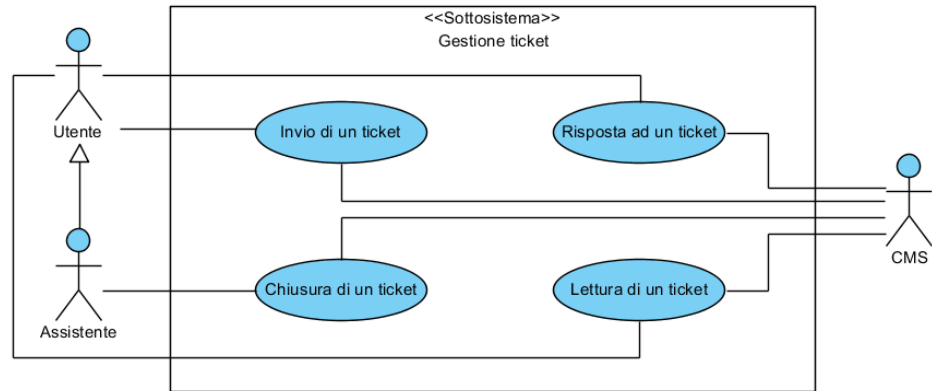 <<Sottosistema>>
Gestione ticket
Utente
Invio di un ticket
Risposta ad un ticket
CMS
Chiusura di un ticket
Lettura di un ticket
Assistente